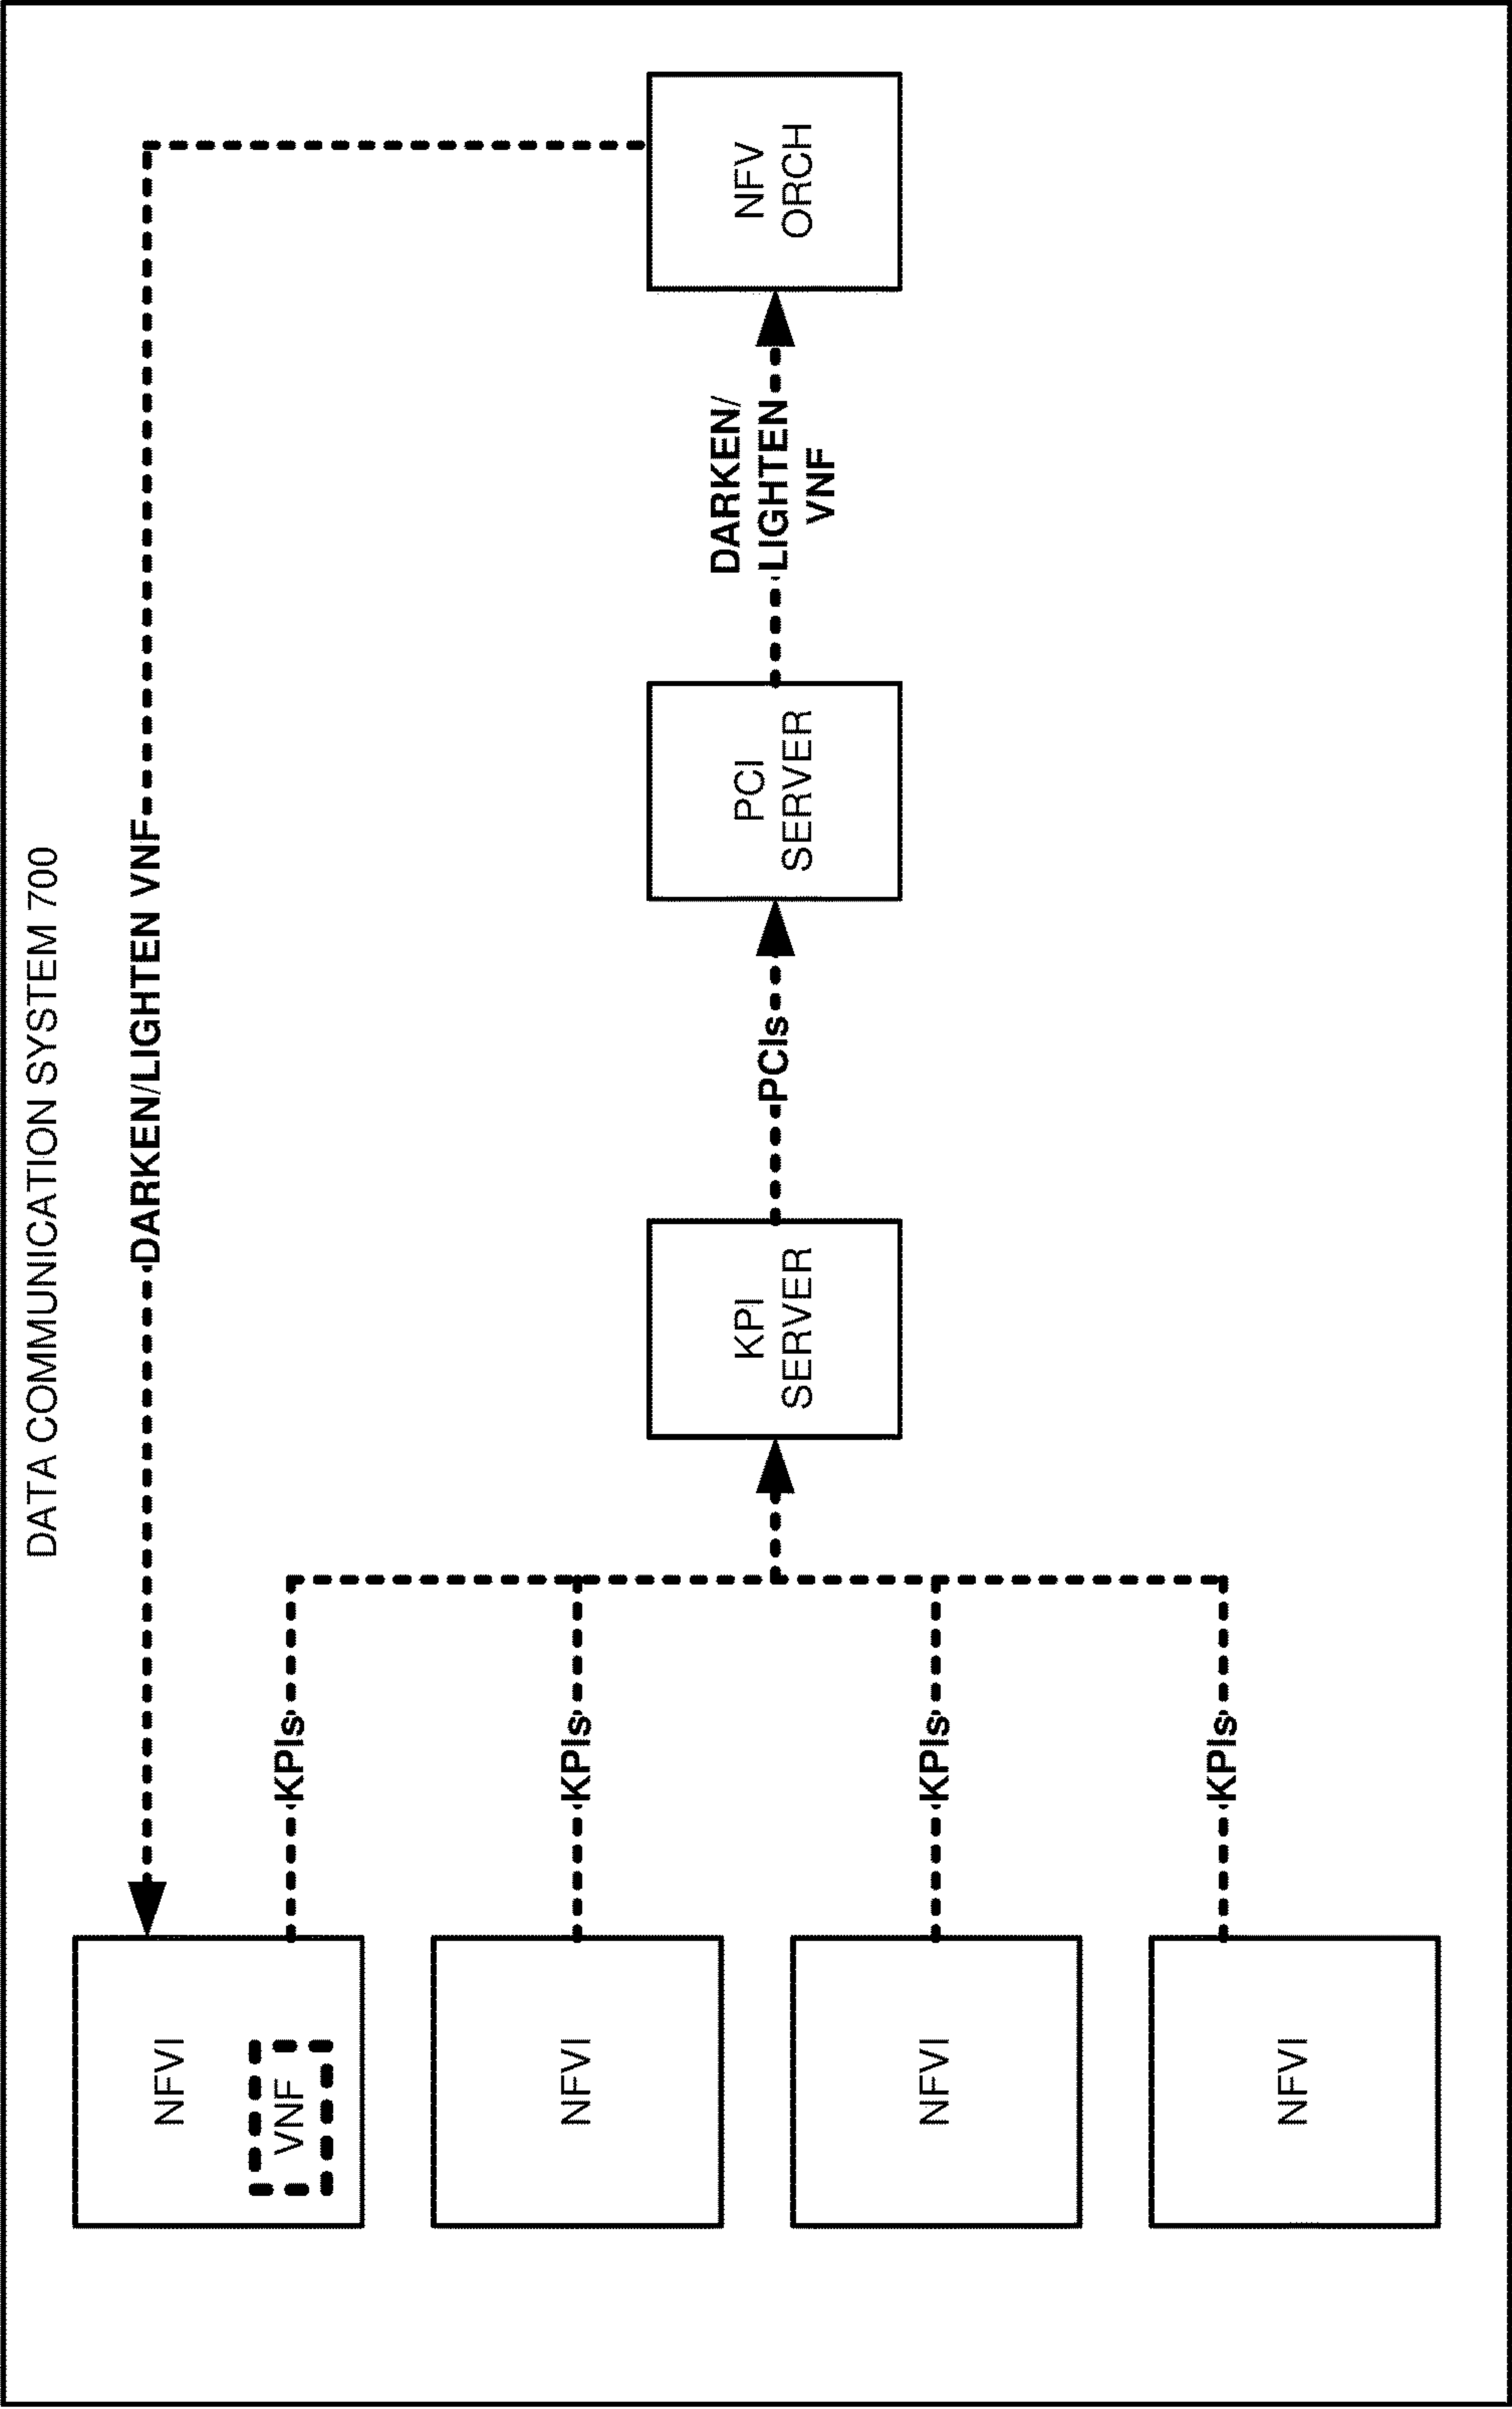 DATA COMMUNICATION SYSTEM 700
DARKEN/LIGHTEN VNF
NFVI
VNF
KPIs
NFVI
KPIs
NFVI
KPIs
NFVI
KPIs
KPI
SERVER
PCIs
PCI
SERVER
DARKEN/
LIGHTEN
VNF
NFV
ORCH